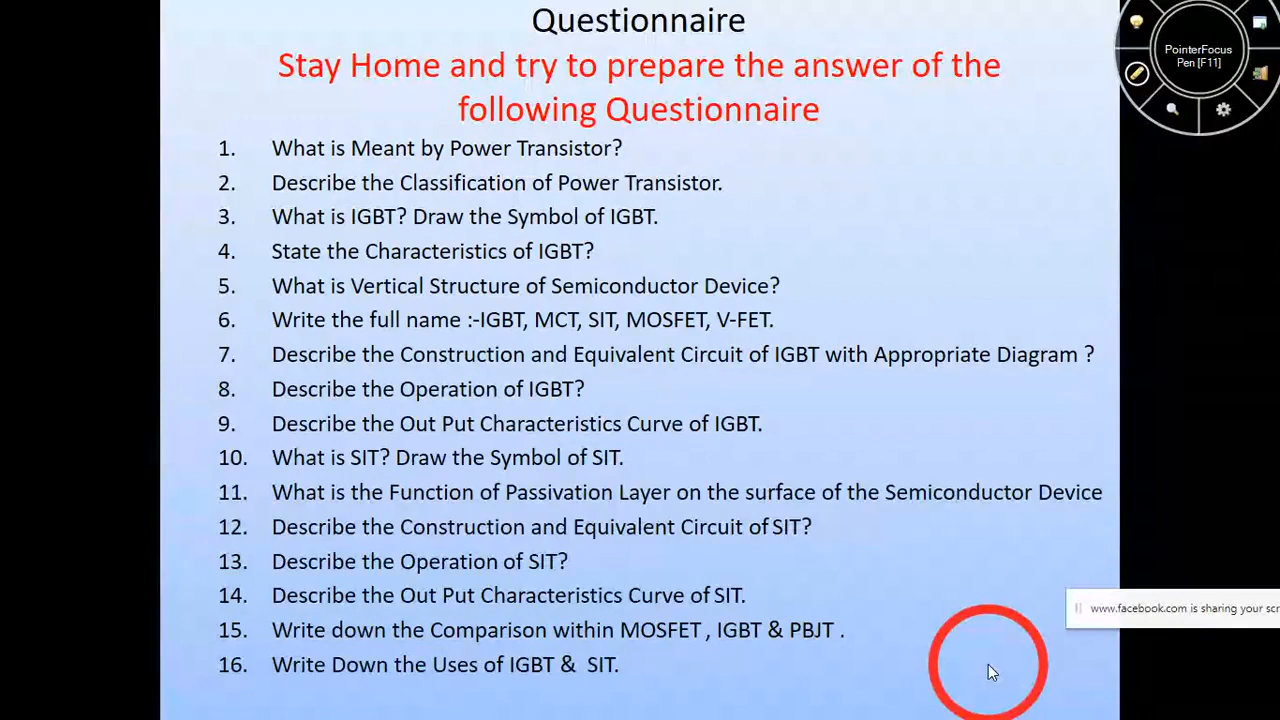 Questionnaire
Stay Home and try to prepare the answer of the
following Questionnaire
1. What is Meant by Power Transistor?
2. Describe the Classification of Power Transistor.
3. What is IGBT? Draw the Symbol of IGBT.
4. State the Characteristics of IGBT?
5. What is Vertical Structure of Semiconductor Device?
6. Write the full name :-IGBT, MCT, SIT, MOSFET, V-FET.
7. Describe the Construction and Equivalent Circuit of IGBT with Appropriate Diagram ?
8. Describe the Operation of IGBT?
9. Describe the Out Put Characteristics Curve of IGBT.
10. What is SIT? Draw the Symbol of SIT.
11. What is the Function of Passivation Layer on the surface of the Semiconductor Device
12. Describe the Construction and Equivalent Circuit of SIT?
13. Describe the Operation of SIT?
14. Describe the Out Put Characteristics Curve of SIT.
15. Write down the Comparison within MOSFET , IGBT & PBJT .
16. Write Down the Uses of IGBT & SIT.
PointerFocus
Pen [F11]
www.facebook.com is sharing your scr